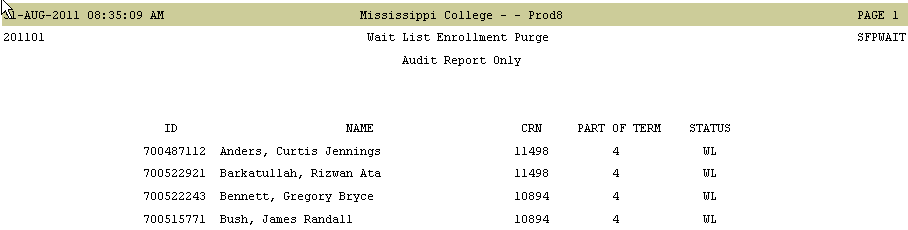 1-AUG-2011 08:35:09 AM Mississippi College - - Prod8 PAGE 1
201101 Wait List Enrollment Purge SFPWAIT
Audit Report Only
ID NAME CRN PART OF TERM STATUS
700487112 Anders, Curtis Jennings 11498 4 WL
700522921 Barkatullah, Rizwan Ata 11498 4 WL
700522243 Bennett, Gregory Bryce 10894 4 WL
700515771 Bush, James Randall 10894 4 WL